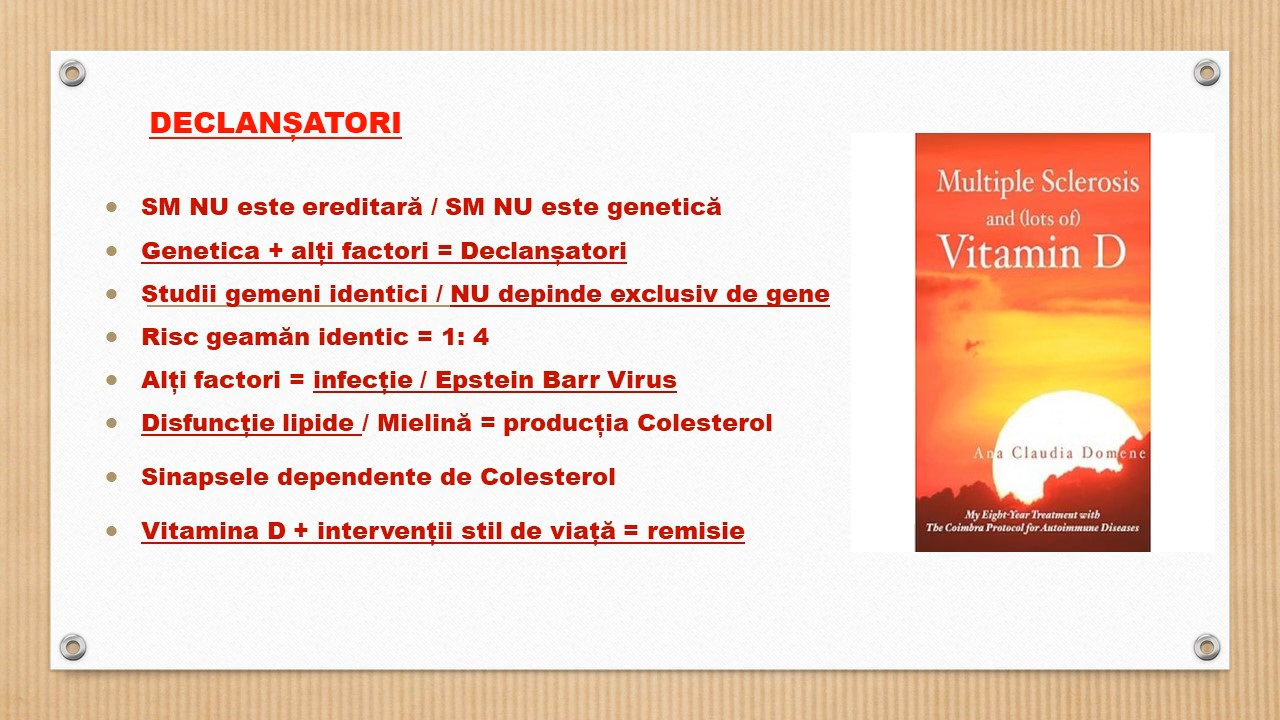 DECLANȘATORI
SM NU este ereditară / SM NU este genetică
Genetica + alți factori = Declanșatori
Studii gemeni identici / NU depinde exclusiv de gene
Risc geamăn identic = 1: 4
Alți factori = infecție / Epstein Barr Virus
Disfuncție lipide / Mielină = producția Colesterol
Sinapsele dependente de Colesterol
Vitamina D + intervenții stil de viață = remisie
Multiple Sclerosis
and (lots of)
Vitamin D
Ana Claudia Domene
My Eight-Year Treatment with
The Coimbra Protocol for Autoimmune Diseases